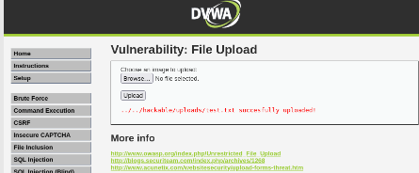 DVWA
Home
Instructions
Setup
Brute Force
Command Execution
CSRF
Insecure CAPTCHA
File Inclusion
SQL Injection
SQL Injection (Blind)
Vulnerability: File Upload
Choose an image to upload:
Browse... No file selected.
Upload
../../hackable/uploads/test.txt succesfully uploaded!
More info
http://www.owasp.org/index.php/Unrestricted_File_Upload
http://blogs.securiteam.com/index.php/archives/1268
http://www.acunetix.com/websitesecurity/upload-forms-threat.htm